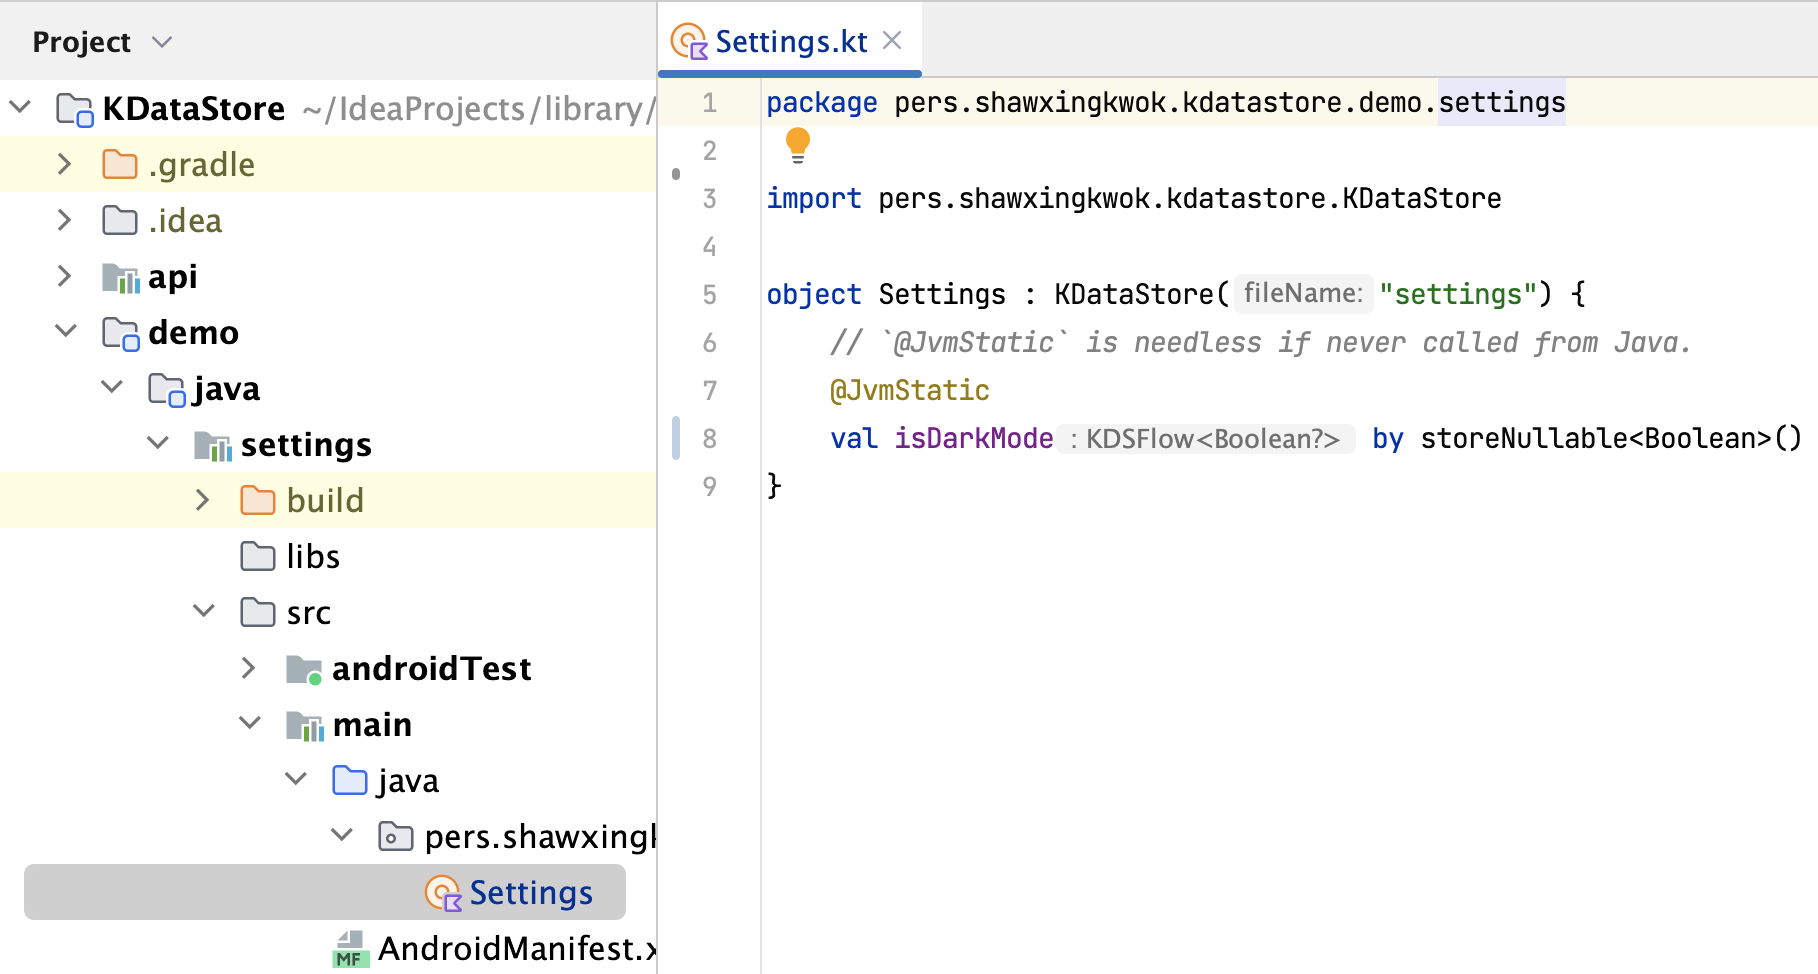 Project
KDataStore ~/IdeaProjects/library/
.gradle
.idea
api
demo
java
settings
build
libs
src
androidTest
main
java
pers.shawxingk
Settings
MF AndroidManifest.x
Settings.kt
1 package pers.shawxingkwok.kdatastore.demo.settings
2
3 import pers.shawxingkwok.kdatastore.KDataStore
4
5 object Settings : KDataStore( fileName: "settings") {
6 // `@JvmStatic` is needless if never called from Java.
7 @JvmStatic
8 val isDarkMode : KDSFlow<Boolean?> by storeNullable<Boolean>()
9 }